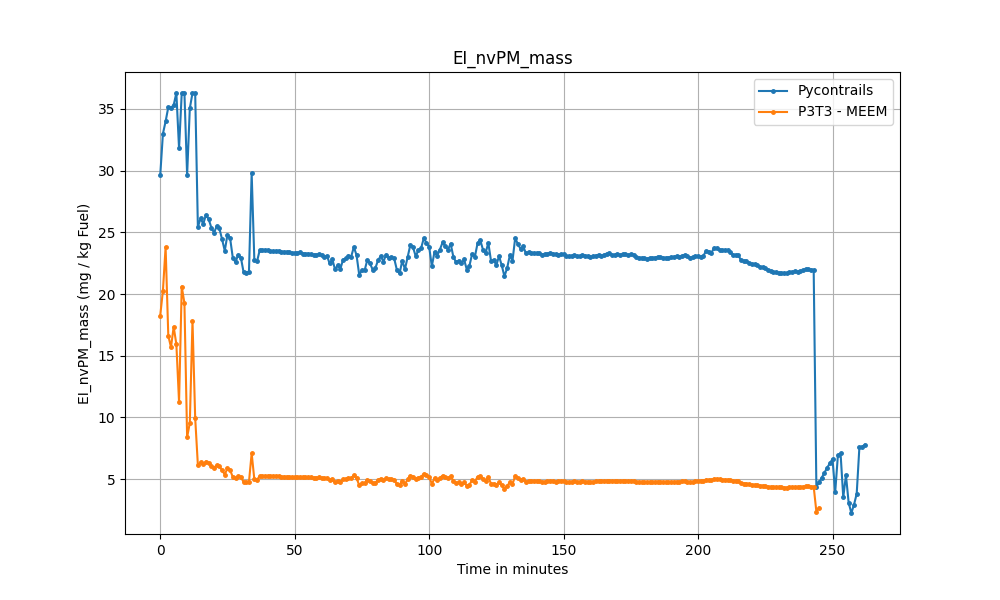 EI_nvPM_mass
Pycontrails
P3T3 - MEEM
EI_nvPM_mass (mg / kg Fuel)
35
30
25
20
15
10
5
0
50
100
150
200
250
Time in minutes